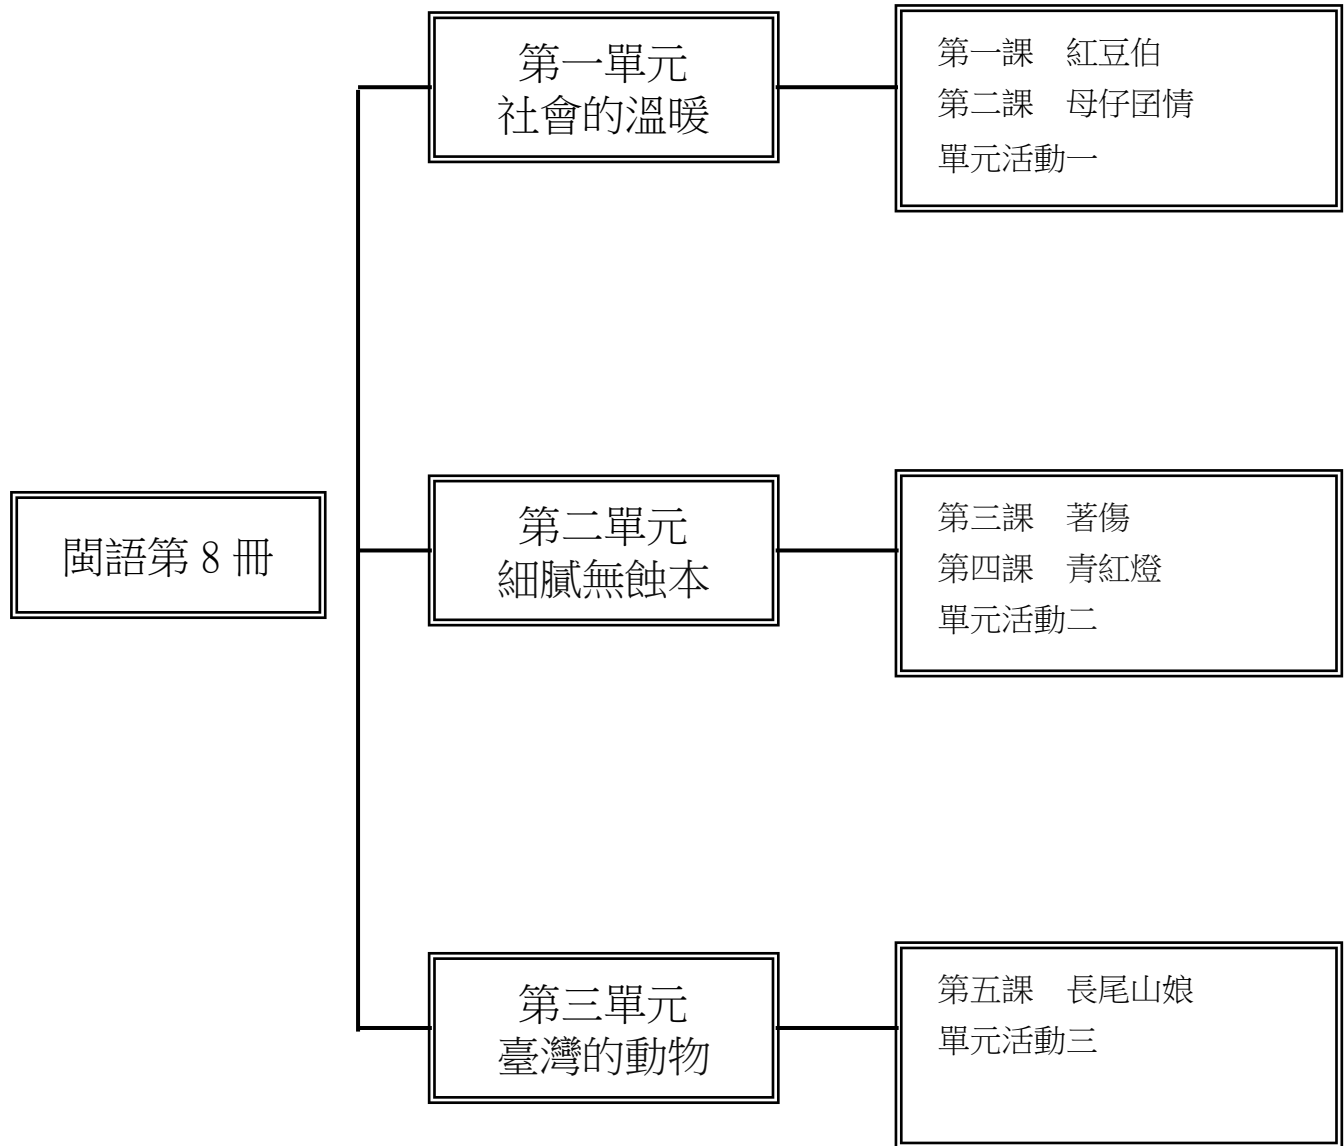 閩語第 8 冊
第一單元
社會的溫暖
第一課　紅豆伯
第二課　母仔囝情
單元活動一
第二單元
細膩無蝕本
第三課　著傷
第四課　青紅燈
單元活動二
第三單元
臺灣的動物
第五課　長尾山娘
單元活動三